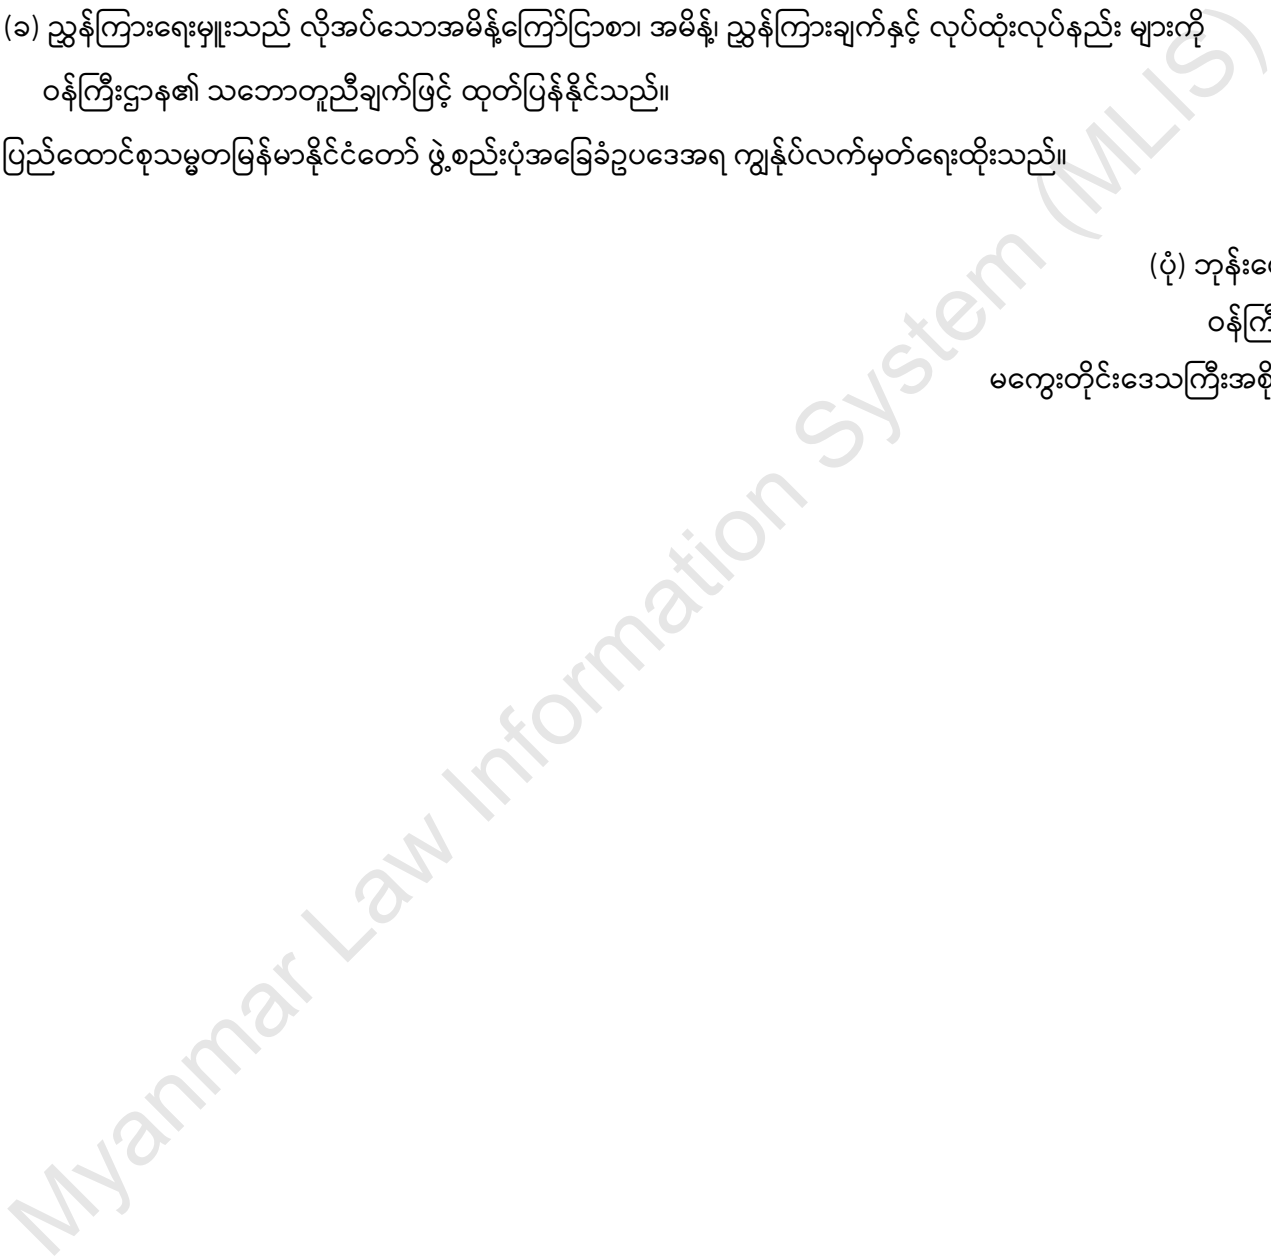 (ခ) ညွှန်ကြားရေးမှူးသည် လိုအပ်သောအမိန့်ကြော်ငြာစာ၊ အမိန့်၊ ညွှန်ကြားချက်နှင့် လုပ်ထုံးလုပ်နည်း များကို
ဝန်ကြီးဌာန၏ သဘောတူညီချက်ဖြင့် ထုတ်ပြန်နိုင်သည်။
ပြည်ထောင်စုသမ္မတမြန်မာနိုင်ငံတော် ဖွဲ့စည်းပုံအခြေခံဥပဒေအရ ကျွန်ုပ်လက်မှတ်ရေးထိုးသည်။
(ပုံ) ဘုန်း
ဝန်ကြီ
မကွေးတိုင်းဒေသကြီးအစို
Myanmar Law Information System (MLIS)